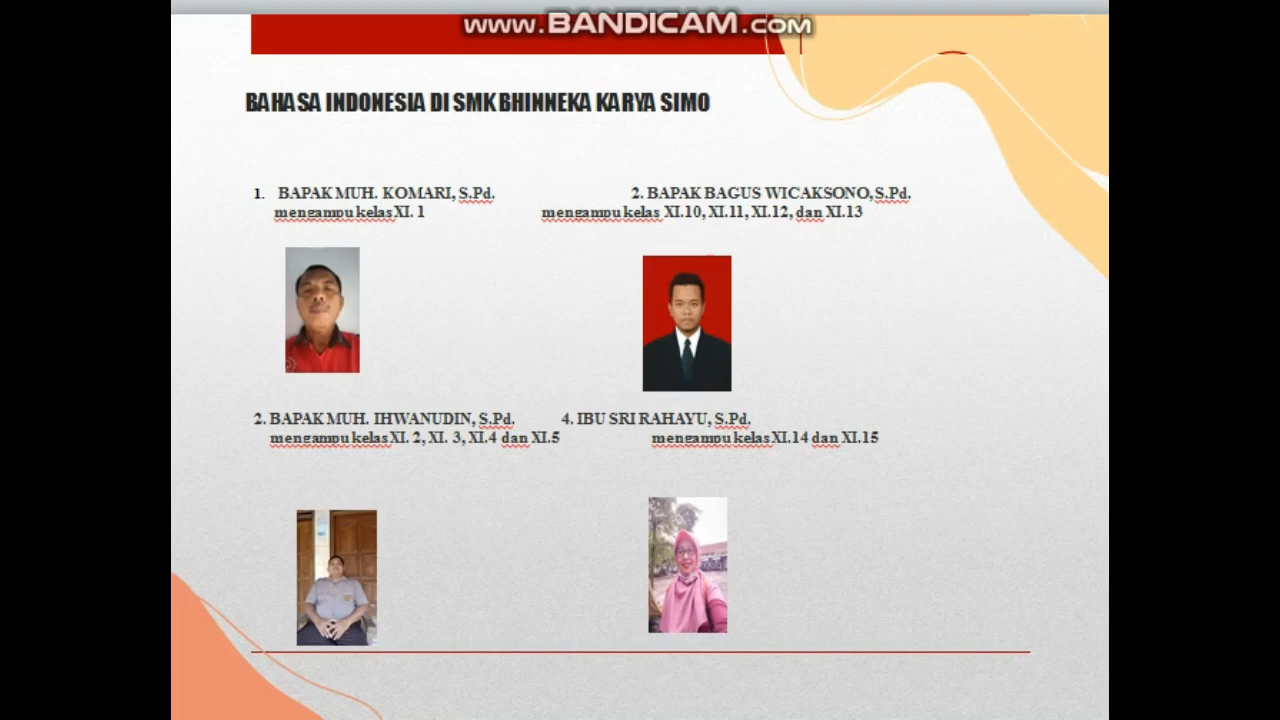 www.BANDICAM.com
BAHASA INDONESIA DI SMK BHINNEKA KARYA SIMO
1. BAPAK MUH. KOMARI, S.Pd.
mengampu kelas XI. 1
2. BAPAK BAGUS WICAKSONO, S.Pd.
mengampu kelas XI.10, XI.11, XI.12, dan XI.13
2. BAPAK MUH. IHWANUDIN, S.Pd.
mengampu kelas XI. 2, XI. 3, XI.4 dan XI.5
4. IBU SRI RAHAYU, S.Pd.
mengampu kelas XI.14 dan XI.15